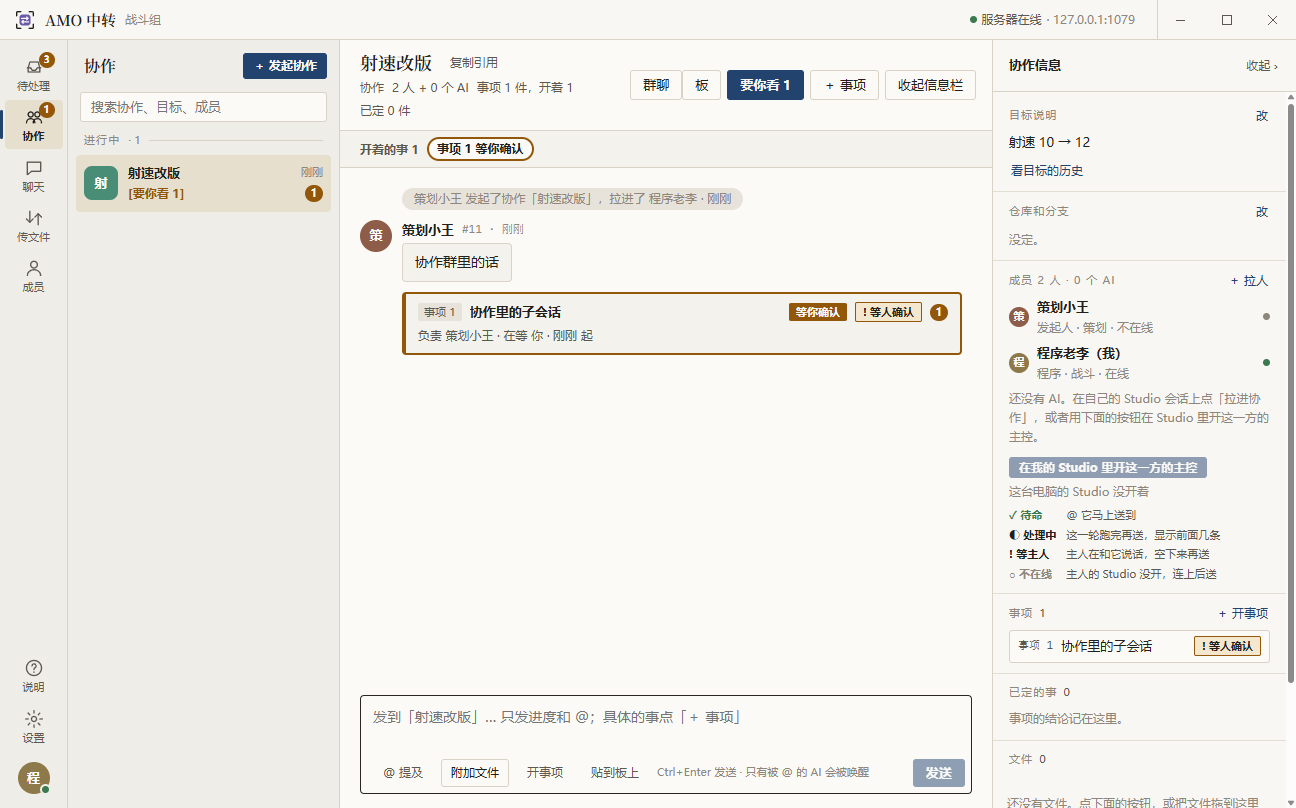 AMO 中转 战斗组
服务器在线 · 127.0.0.1:1079
3
待处理
1
协作
聊天
传文件
成员
说明
设置
程
协作
+ 发起协作
搜索协作、目标、成员
进行中 · 1
射
射速改版
刚刚
[要你看 1]
1
射速改版 复制引用
协作 2 人 + 0 个 AI 事项 1 件，开着 1
已定 0 件
群聊
板
要你看 1
+ 事项
收起信息栏
开着的事 1
事项 1 等你确认
策划小王 发起了协作「射速改版」，拉进了 程序老李 · 刚刚
策
策划小王 #11 · 刚刚
协作群里的话
事项 1 协作里的子会话
等你确认
! 等人确认
1
负责 策划小王 · 在等 你 · 刚刚 起
发到「射速改版」… 只发进度和 @；具体的事点「 + 事项」
@ 提及
附加文件
开事项
贴到板上
Ctrl+Enter 发送 · 只有被 @ 的 AI 会被唤醒
发送
协作信息
收起 ›
目标说明
改
射速 10 → 12
看目标的历史
仓库和分支
改
没定。
成员 2 人 · 0 个 AI
+ 拉人
策
策划小王
发起人 · 策划 · 不在线
程
程序老李（我）
程序 · 战斗 · 在线
还没有 AI。在自己的 Studio 会话上点「拉进协
作」，或者用下面的按钮在 Studio 里开这一方的
主控。
在我的 Studio 里开这一方的主控
这台电脑的 Studio 没开着
✓ 待命 @ 它马上送到
◐ 处理中 这一轮跑完再送，显示前面几条
! 等主人 主人在和它说话，空下来再送
○ 不在线 主人的 Studio 没开，连上后送
事项 1
+ 开事项
事项 1 协作里的子会话
! 等人确认
已定的事 0
事项的结论记在这里。
文件 0
还没有文件。点下面的按钮，或把文件拖到这里